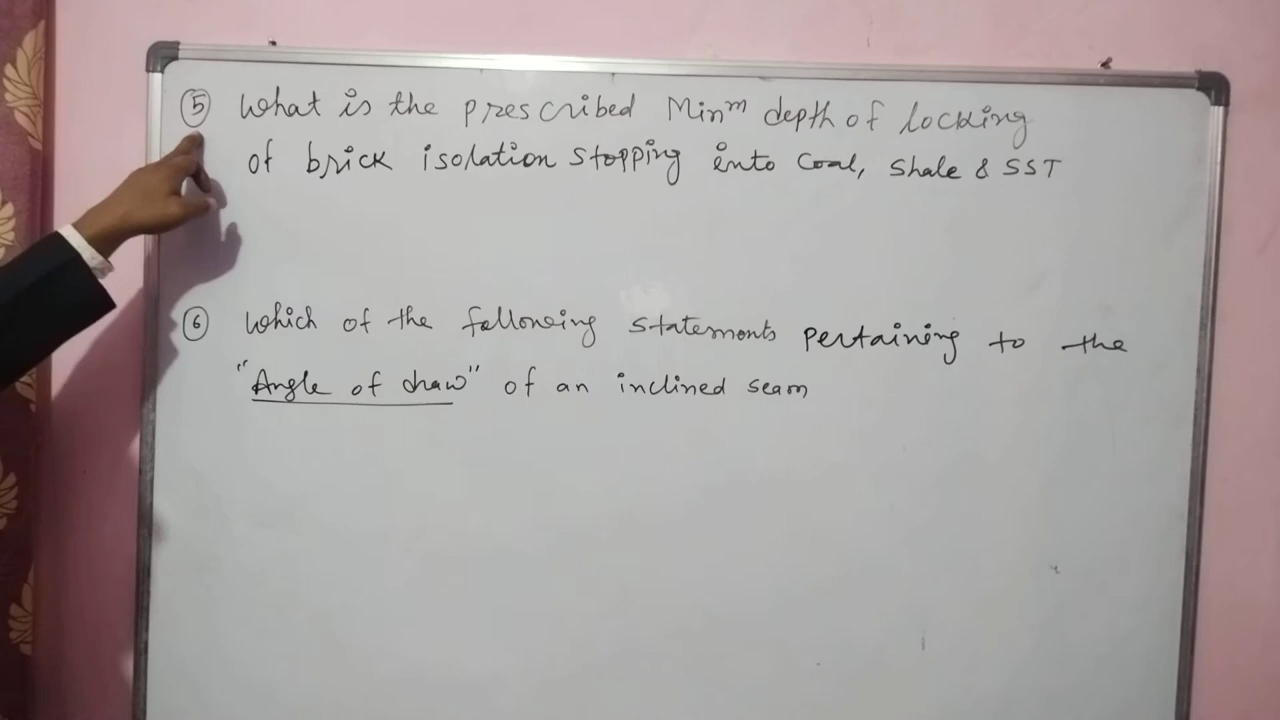 ⑤ What is the prescribed Minᵐ depth of locking
of brick isolation stopping into Coal, Shale & SST
⑥ Which of the following statements pertaining to the
"Angle of draw" of an inclined seam